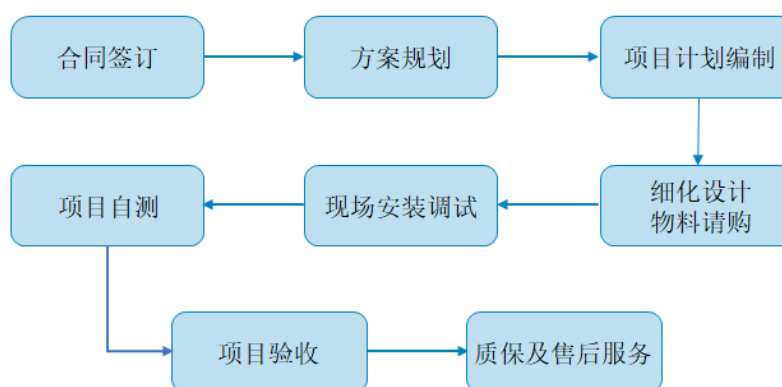 合同签订
方案规划
项目计划编制
细化设计
物料请购
现场安装调试
项目自测
项目验收
质保及售后服务